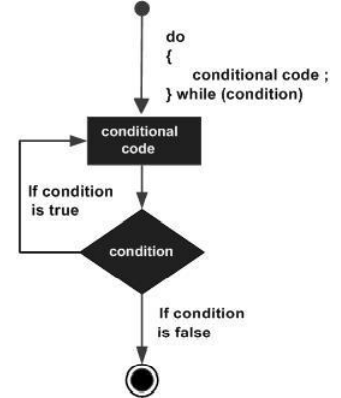 do
{
conditional code ;
} while (condition)
conditional
code
If condition
is true
condition
If condition
is false